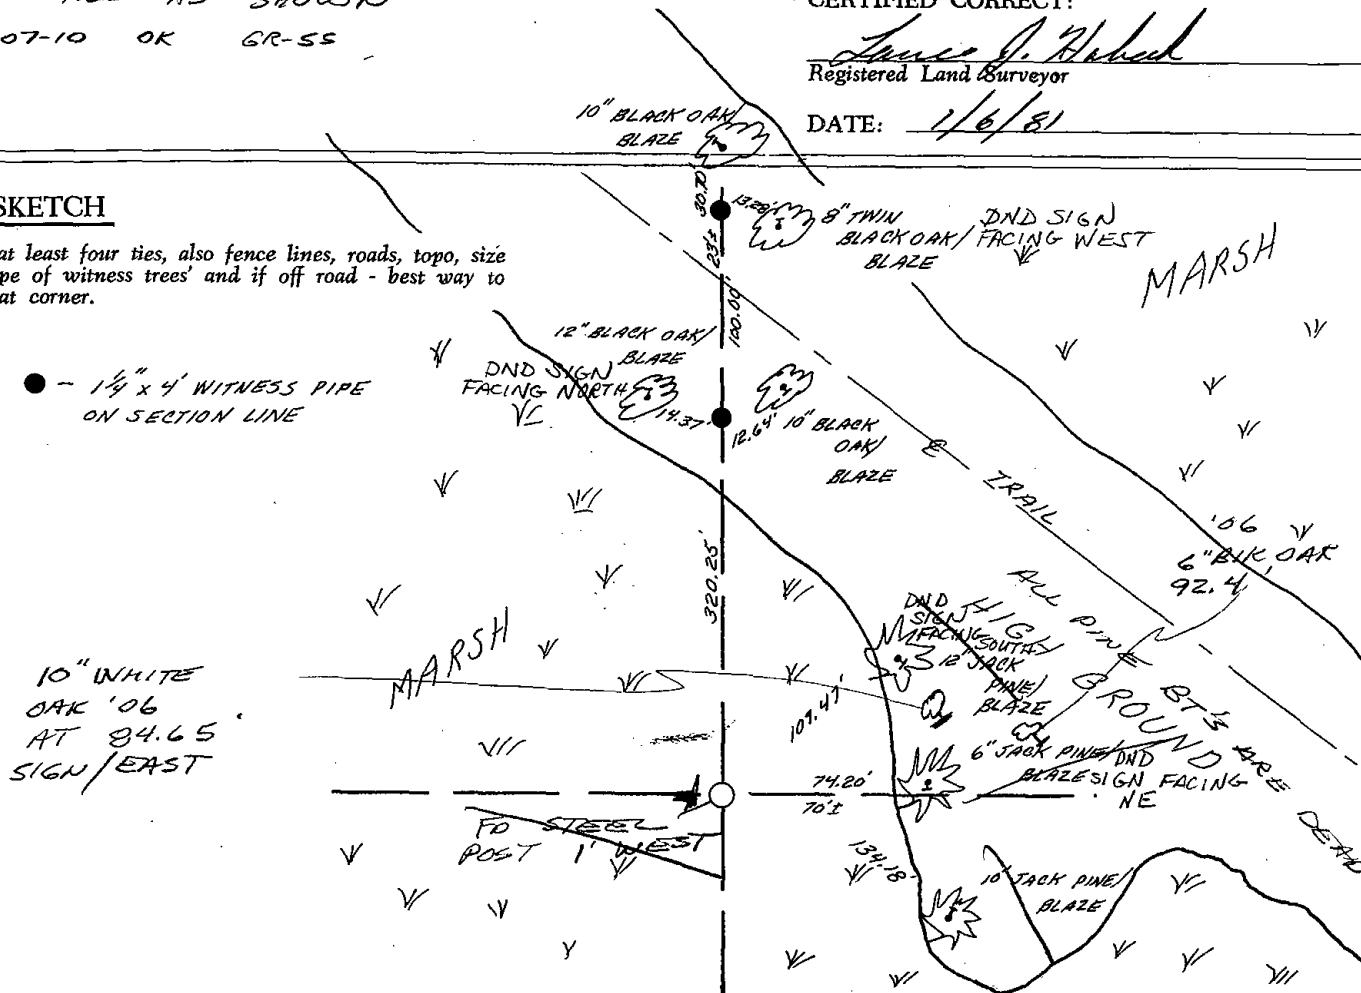 ALL AS SHOWN
07-10 OK GR-SS
CERTIFIED CORRECT:
Registered Land Surveyor
DATE: 1/6/81
SKETCH
at least four ties, also fence lines, roads, topo, size
pe of witness trees' and if off road - best way to
at corner.
● - 1¼" x 4' WITNESS PIPE
ON SECTION LINE
10" BLACK OAK/
BLAZE
30.70'
13.28'
8" TWIN
BLACK OAK/
BLAZE
DND SIGN
FACING WEST
MARSH
23±
100.00'
12" BLACK OAK/
BLAZE
DND SIGN
FACING NORTH
14.37'
12.64'
10" BLACK
OAK/
BLAZE
℄ TRAIL
'06
6" BLK OAK
92.4'
320.25'
ALL PINE BT'S ARE DEAD
HIGH
GROUND
DND
SIGN
FACING SOUTH/
12" JACK
PINE/
BLAZE
MARSH
10" WHITE
OAK '06
AT 84.65
SIGN/EAST
109.47'
6" JACK PINE/
BLAZE
DND
SIGN FACING
NE
74.20'
70'±
FD STEEL
POST 1' WEST
134.18'
10" JACK PINE/
BLAZE